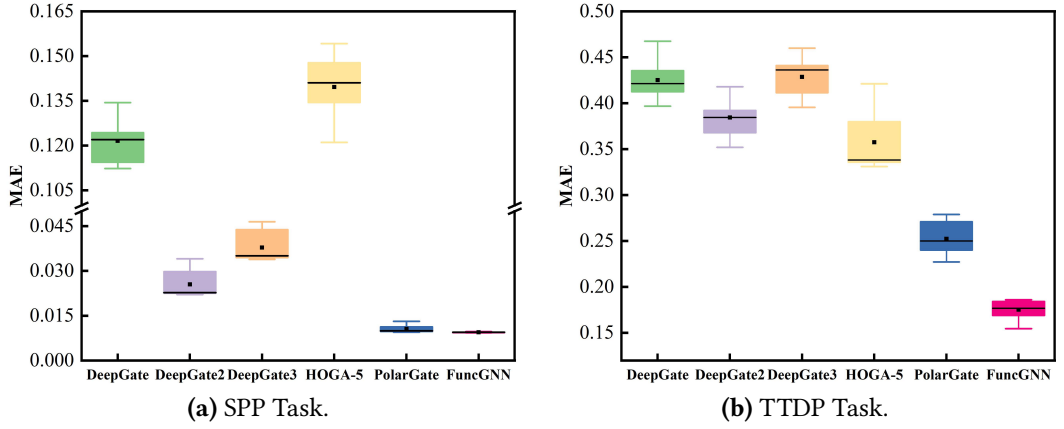 0.165
0.150
0.135
0.120
0.105
0.045
0.030
0.015
0.000
MAE
DeepGate DeepGate2 DeepGate3 HOGA-5 PolarGate FuncGNN
(a) SPP Task.
0.50
0.45
0.40
0.35
0.30
0.25
0.20
0.15
MAE
DeepGate DeepGate2 DeepGate3 HOGA-5 PolarGate FuncGNN
(b) TTDP Task.